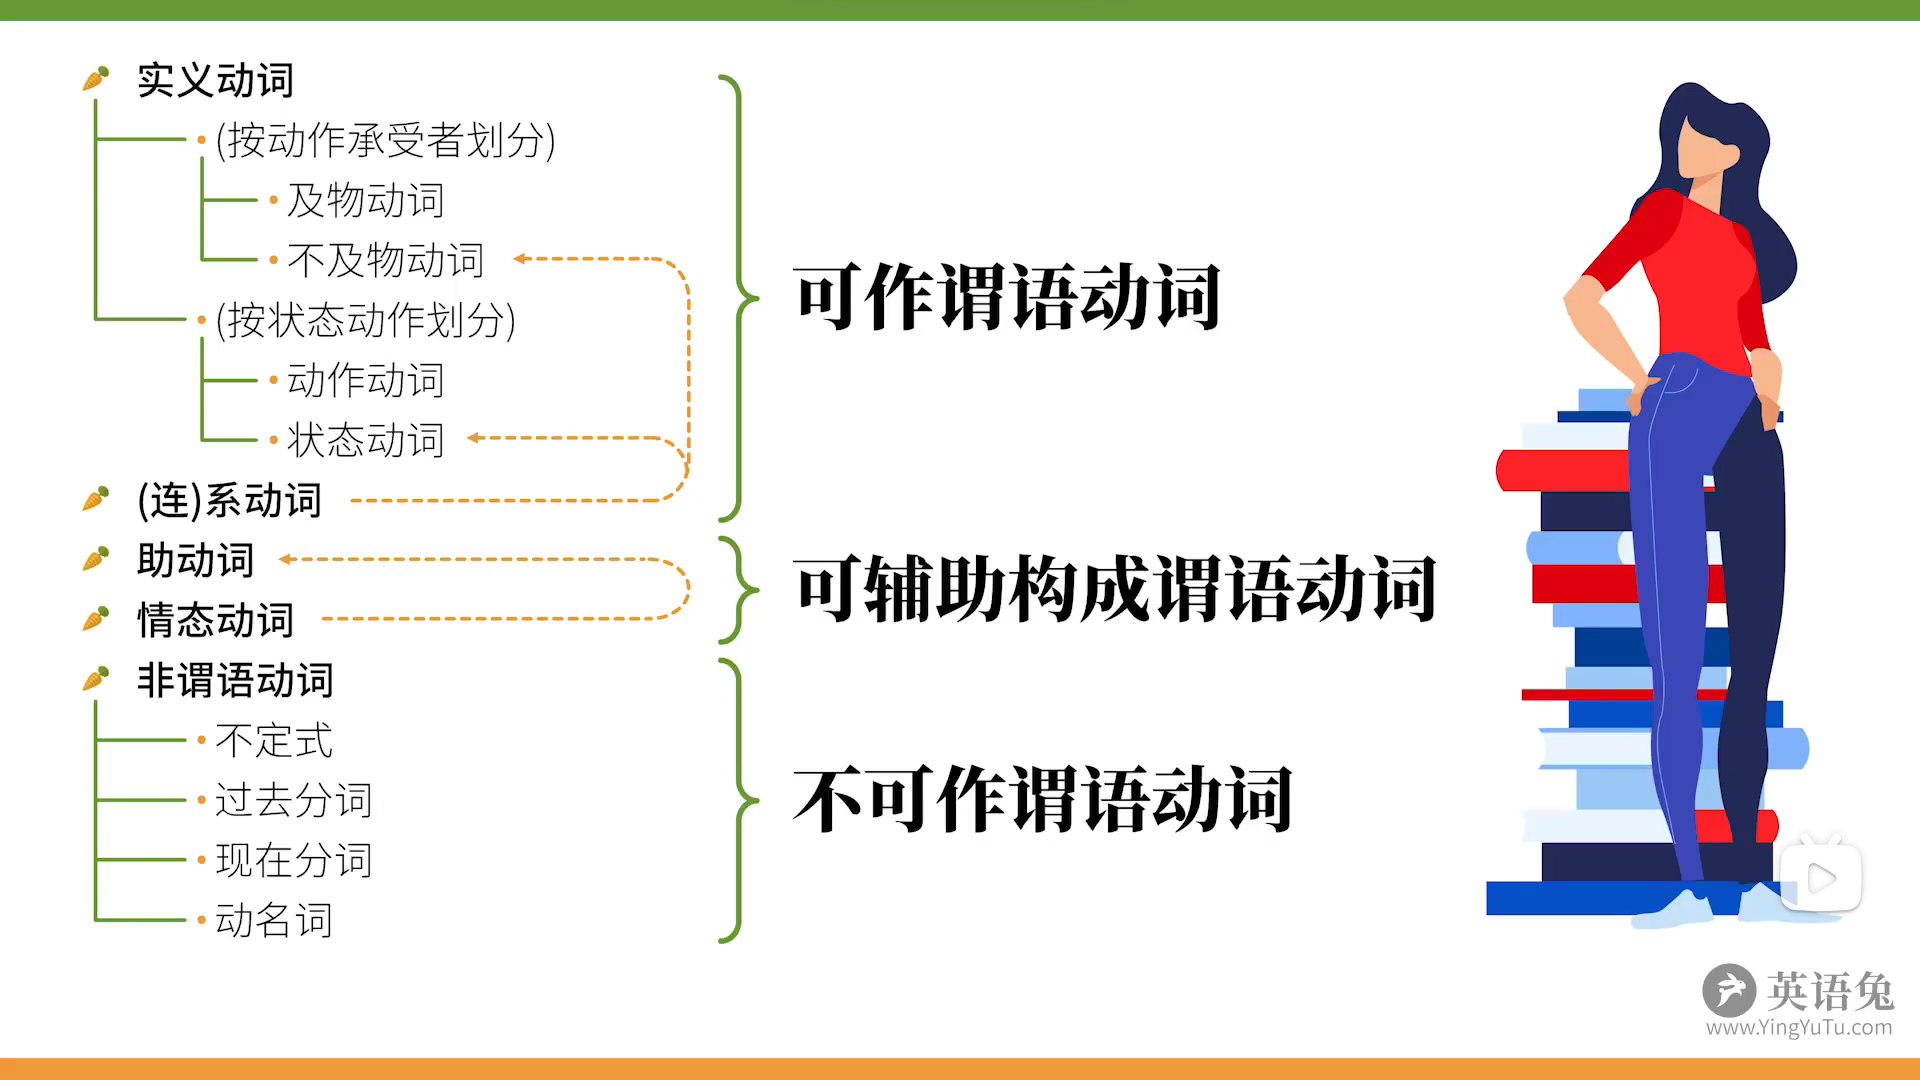 实义动词
(按动作承受者划分)
及物动词
不及物动词
(按状态动作划分)
动作动词
状态动词
(连)系动词
助动词
情态动词
非谓语动词
不定式
过去分词
现在分词
动名词
可作谓语动词
可辅助构成谓语动词
不可作谓语动词
英语兔
www.YingYuTu.com